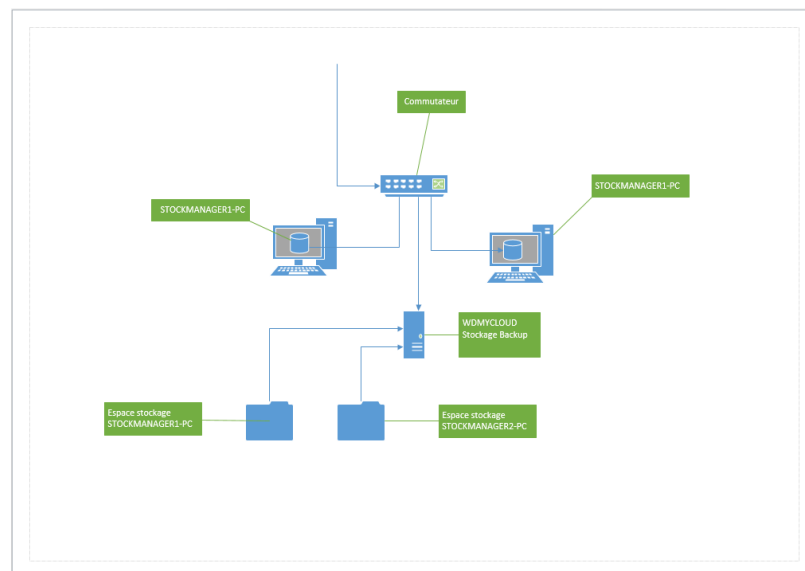 Commutateur
STOCKMANAGER1-PC
STOCKMANAGER1-PC
WDMYCLOUD
Stockage Backup
Espace stockage
STOCKMANAGER1-PC
Espace stockage
STOCKMANAGER2-PC